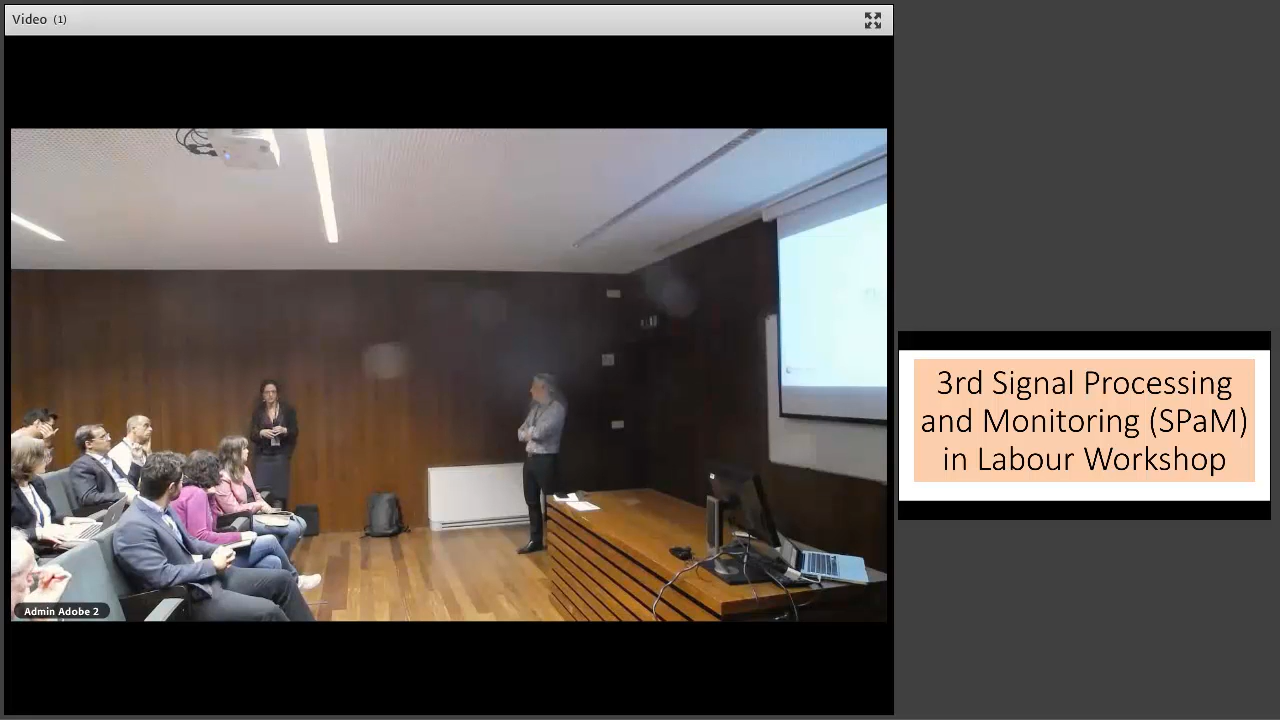 Video (1)
Admin Adobe 2
3rd Signal Processing
and Monitoring (SPaM)
in Labour Workshop